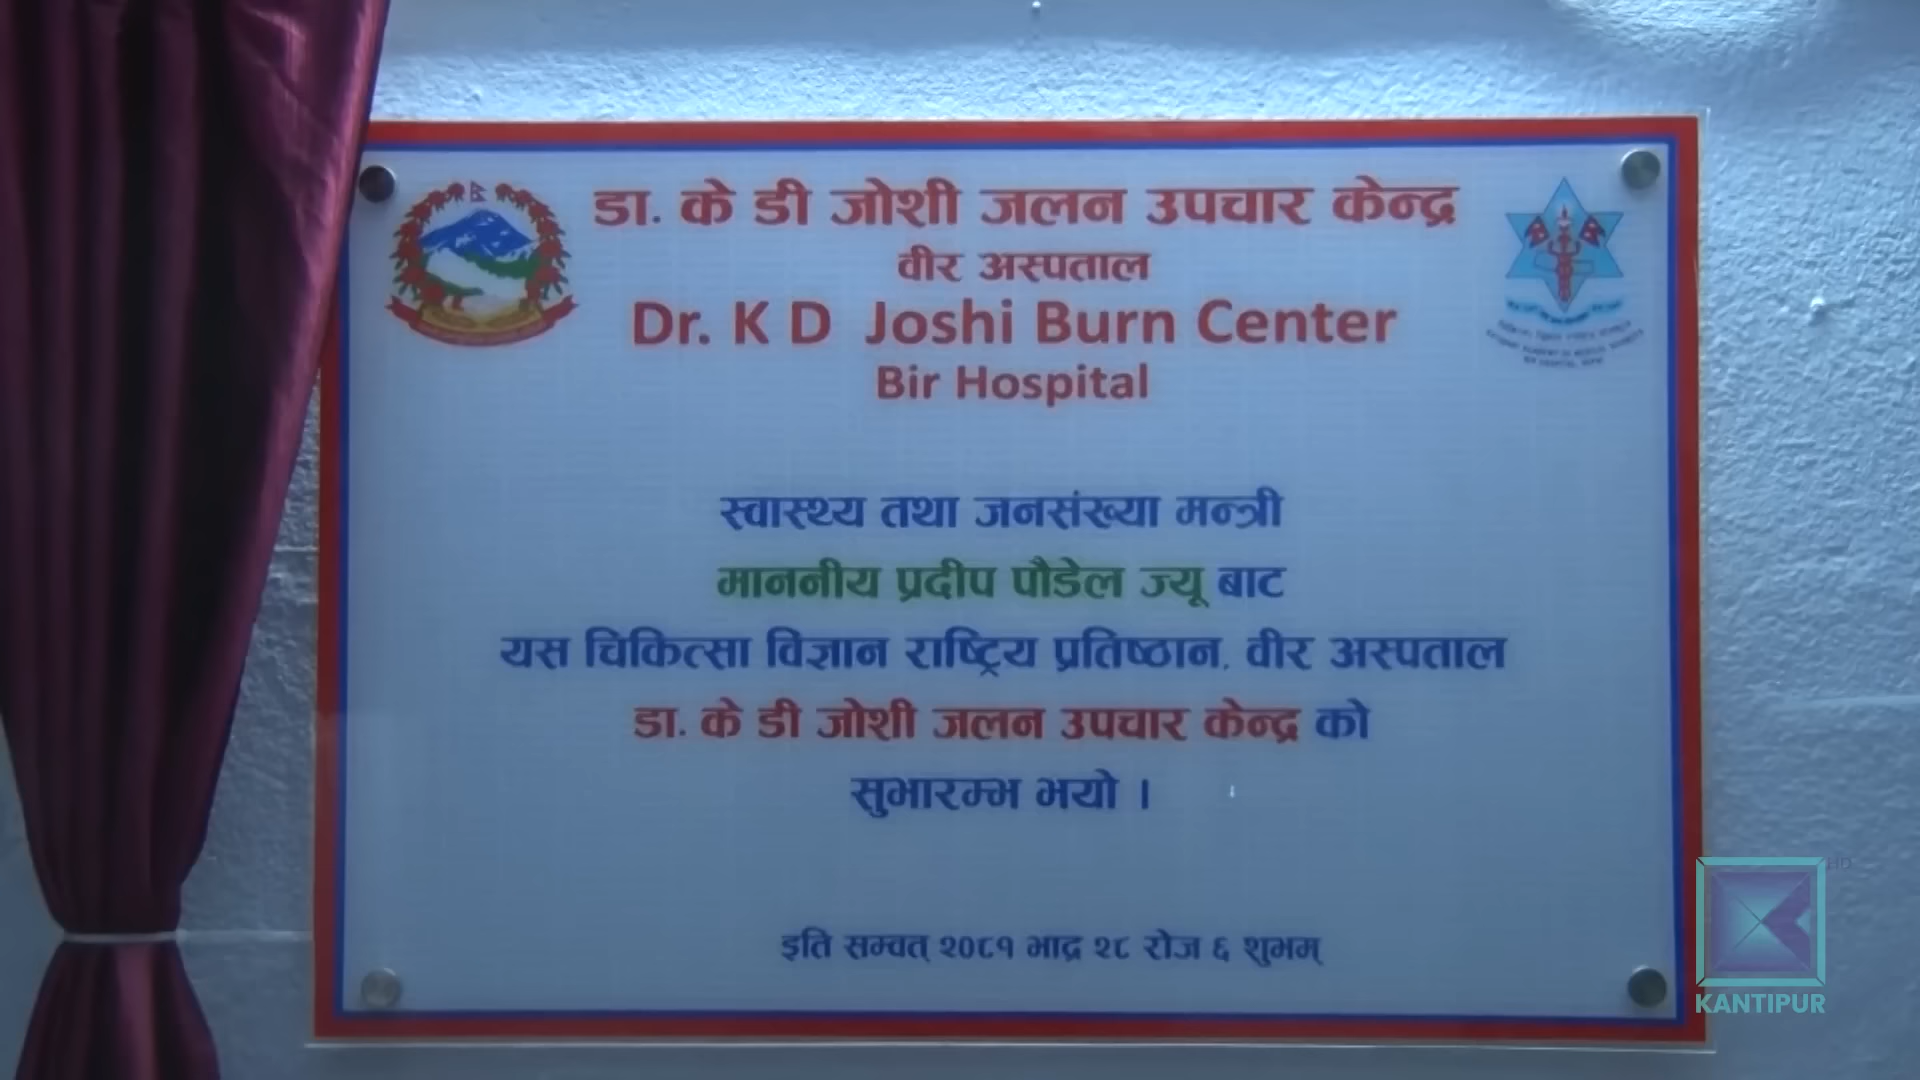 डा. के डी जोशी जलन उपचार केन्द्र
वीर अस्पताल
Dr. K D Joshi Burn Center
Bir Hospital
स्वास्थ्य तथा जनसंख्या मन्त्री
माननीय प्रदीप पौडेल ज्यू बाट
यस चिकित्सा विज्ञान राष्ट्रिय प्रतिष्ठान, वीर अस्पताल
डा. के डी जोशी जलन उपचार केन्द्र को
सुभारम्भ भयो ।
इति सम्वत् २०८१ भाद्र २८ रोज ६ शुभम्
HD
KANTIPUR